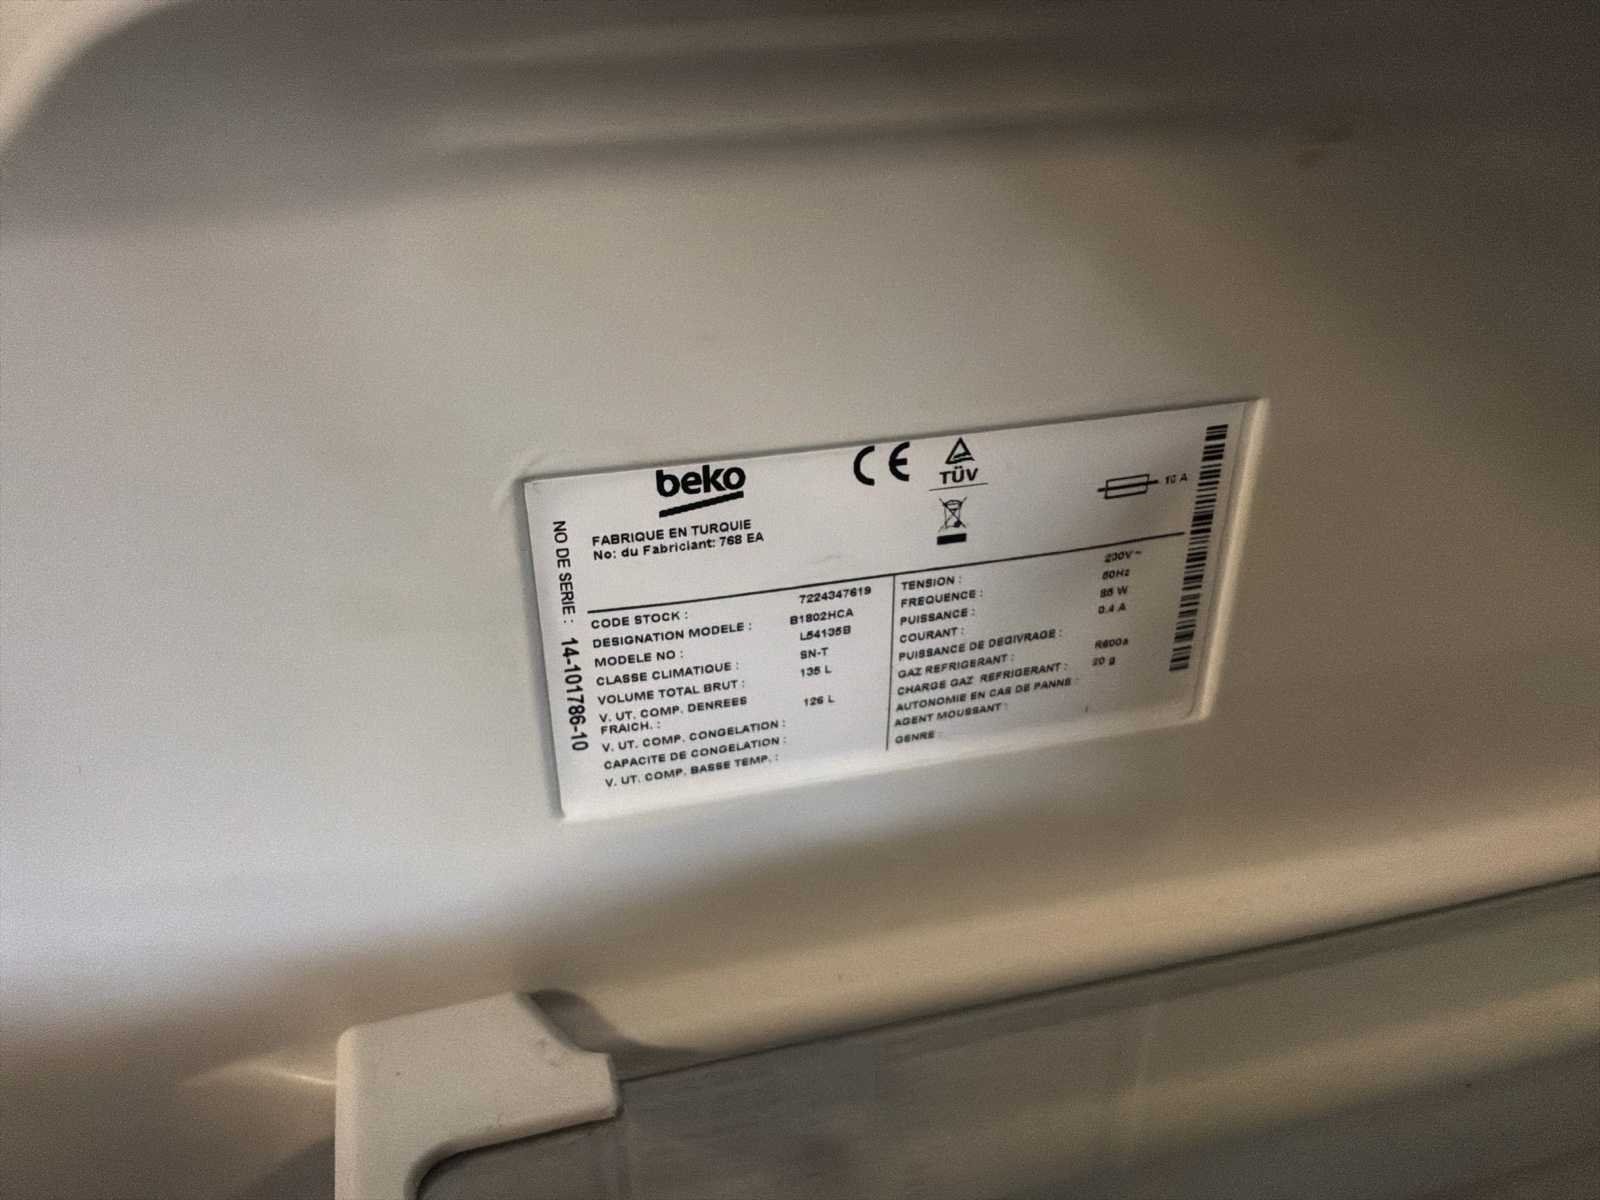 beko
CE
TÜV
10 A
FABRIQUE EN TURQUIE
No: du Fabriciant: 768 EA
NO DE SERIE : 14-101786-10
CODE STOCK : 7224347619
DESIGNATION MODELE : B1802HCA
MODELE NO : L54135B
CLASSE CLIMATIQUE : SN-T
VOLUME TOTAL BRUT : 135 L
V. UT. COMP. DENREES
FRAICH. : 126 L
V. UT. COMP. CONGELATION :
CAPACITE DE CONGELATION :
V. UT. COMP. BASSE TEMP. :
TENSION : 230V~
FREQUENCE : 50Hz
PUISSANCE : 85 W
COURANT : 0.4 A
PUISSANCE DE DEGIVRAGE :
GAZ REFRIGERANT : R600a
CHARGE GAZ REFRIGERANT : 20 g
AUTONOMIE EN CAS DE PANNE :
AGENT MOUSSANT :
GENRE :